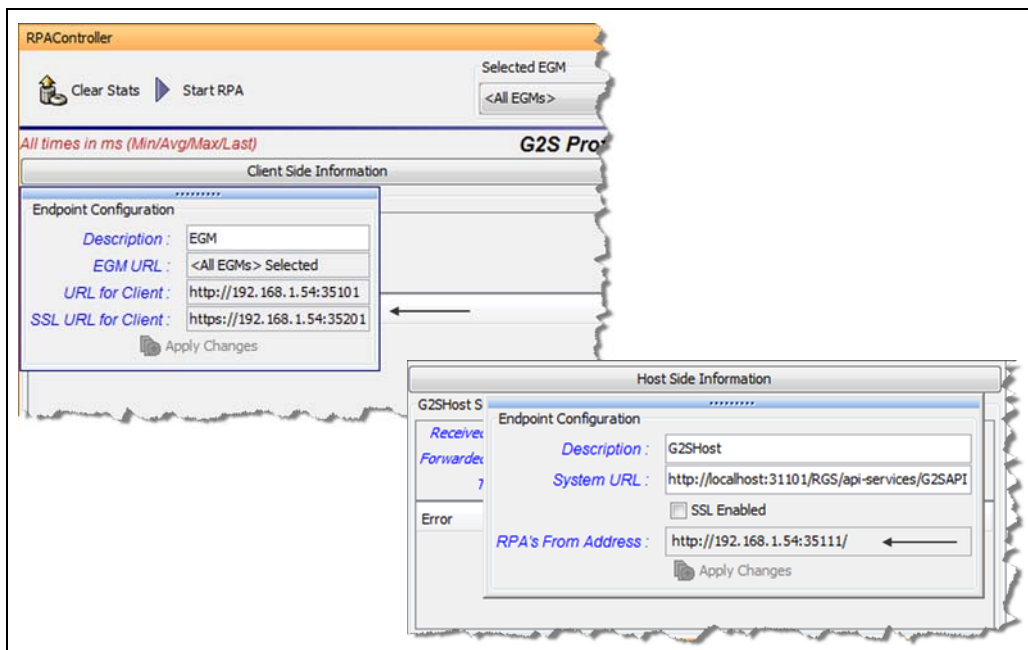 RPAController
Clear Stats Start RPA
Selected EGM
<All EGMs>
All times in ms (Min/Avg/Max/Last)
G2S
Client Side Information
Endpoint Configuration
Description : EGM
EGM URL : <All EGMs> Selected
URL for Client : http://192.168.1.54:35101
SSL URL for Client : https://192.168.1.54:35201
Apply Changes
Host Side Information
G2SHost S
Endpoint Configuration
Description : G2SHost
System URL : http://localhost:31101/RGS/api-services/G2SAPI
SSL Enabled
Error
RPA's From Address : http://192.168.1.54:35111/
Apply Changes